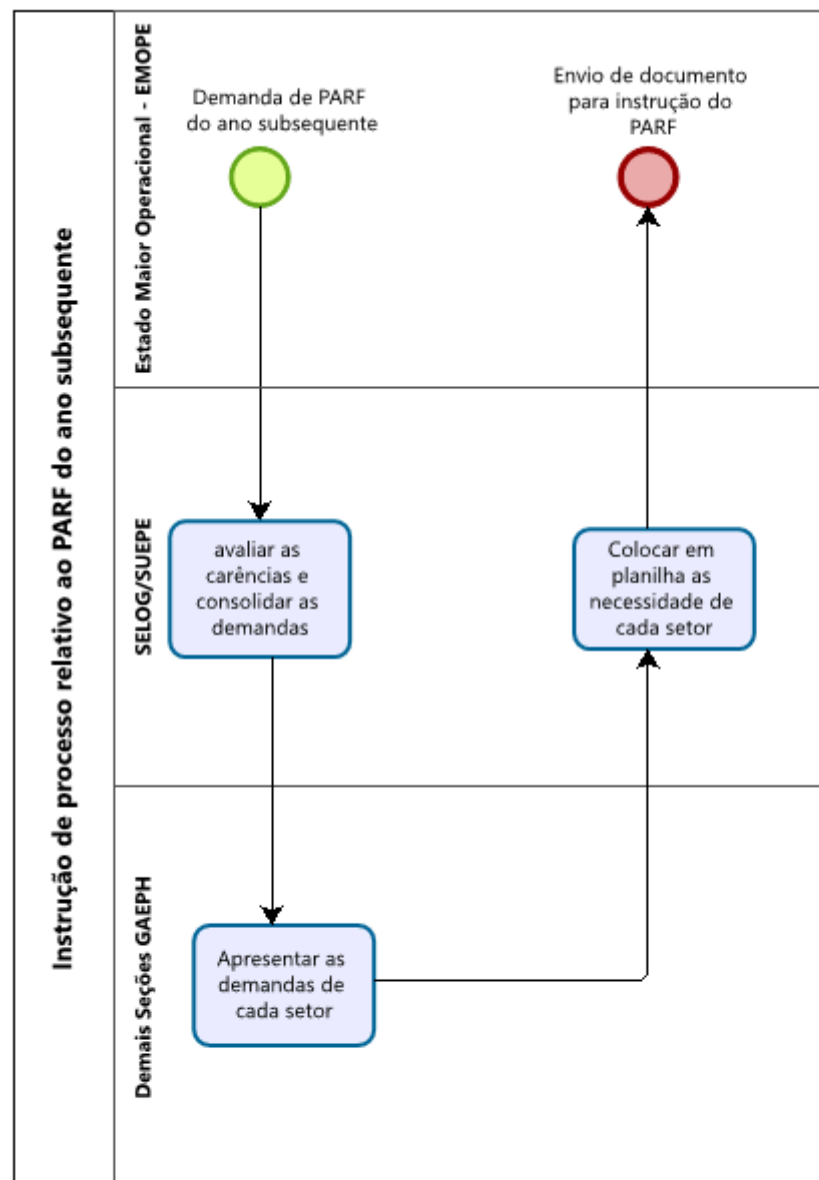 Instrução de processo relativo ao PARF do ano subsequente
Estado Maior Operacional - EMOPE
Demanda de PARF
do ano subsequente
Envio de documento
para instrução do
PARF
SELOG/SUEPE
avaliar as
carências e
consolidar as
demandas
Colocar em
planilha as
necessidade de
cada setor
Demais Seções GAEPH
Apresentar as
demandas de
cada setor